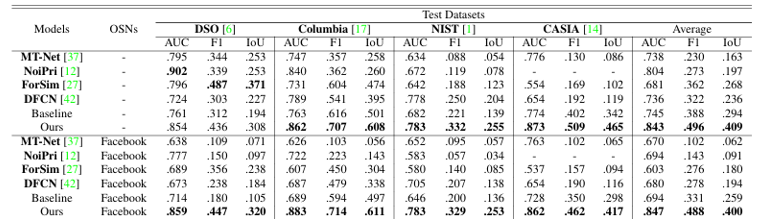 Models OSNs Test Datasets
DSO [6] Columbia [17] NIST [1] CASIA [14] Average
AUC F1 IoU AUC F1 IoU AUC F1 IoU AUC F1 IoU AUC F1 IoU
MT-Net [37] - .795 .344 .253 .747 .357 .258 .634 .088 .054 .776 .130 .086 .738 .230 .163
NoiPri [12] - .902 .339 .253 .840 .362 .260 .672 .119 .078 - - - .804 .273 .197
ForSim [27] - .796 .487 .371 .731 .604 .474 .642 .188 .123 .554 .169 .102 .681 .362 .268
DFCN [42] - .724 .303 .227 .789 .541 .395 .778 .250 .204 .654 .192 .119 .736 .322 .236
Baseline - .761 .312 .194 .763 .616 .501 .682 .221 .139 .774 .402 .342 .745 .388 .294
Ours - .854 .436 .308 .862 .707 .608 .783 .332 .255 .873 .509 .465 .843 .496 .409
MT-Net [37] Facebook .638 .109 .071 .626 .103 .056 .652 .095 .057 .763 .102 .065 .670 .102 .062
NoiPri [12] Facebook .777 .150 .097 .722 .223 .143 .583 .057 .034 - - - .694 .143 .091
ForSim [27] Facebook .689 .356 .238 .607 .450 .304 .580 .140 .085 .537 .157 .094 .603 .276 .180
DFCN [42] Facebook .673 .238 .184 .687 .479 .338 .705 .207 .138 .654 .190 .116 .680 .278 .194
Baseline Facebook .714 .180 .105 .689 .594 .497 .646 .200 .136 .728 .350 .298 .694 .331 .259
Ours Facebook .859 .447 .320 .883 .714 .611 .783 .329 .253 .862 .462 .417 .847 .488 .400